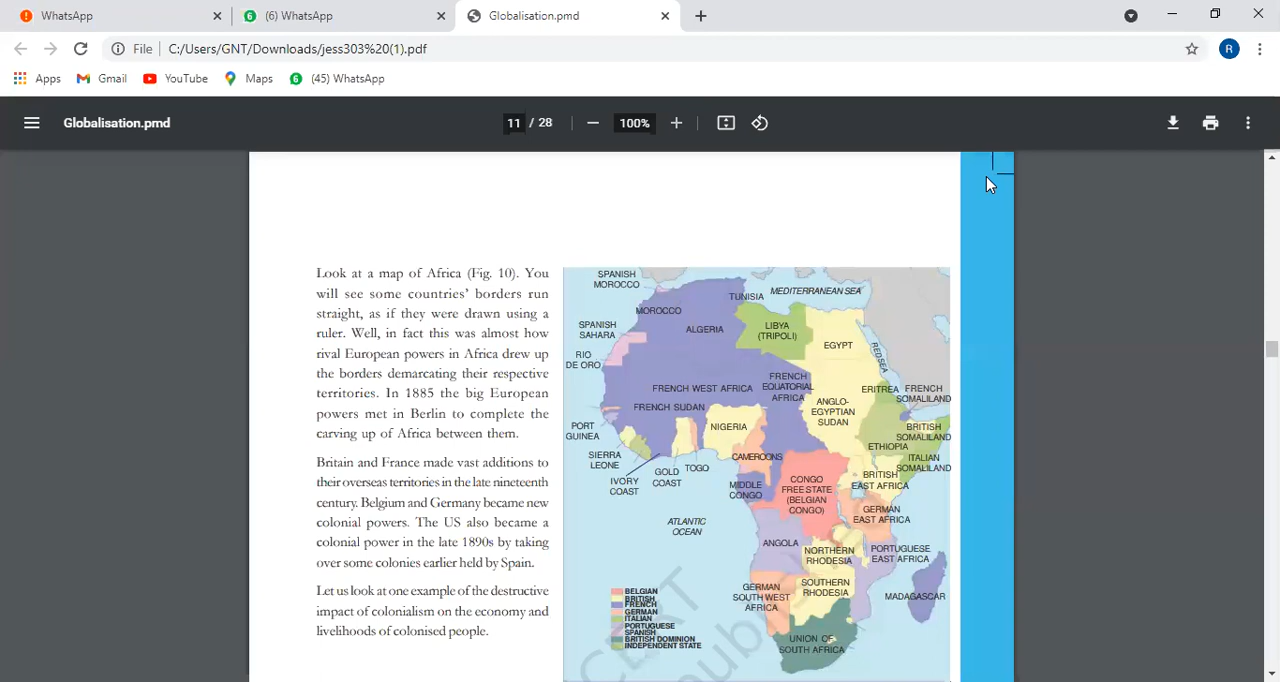 WhatsApp
(6) WhatsApp
Globalisation.pmd
File
C:/Users/GNT/Downloads/jess303%20(1).pdf
R
Apps
Gmail
YouTube
Maps
(45) WhatsApp
Globalisation.pmd
11 / 28
100%
Look at a map of Africa (Fig. 10). You
will see some countries' borders run
straight, as if they were drawn using a
ruler. Well, in fact this was almost how
rival European powers in Africa drew up
the borders demarcating their respective
territories. In 1885 the big European
powers met in Berlin to complete the
carving up of Africa between them.
Britain and France made vast additions to
their overseas territories in the late nineteenth
century. Belgium and Germany became new
colonial powers. The US also became a
colonial power in the late 1890s by taking
over some colonies earlier held by Spain.
Let us look at one example of the destructive
impact of colonialism on the economy and
livelihoods of colonised people.
SPANISH
MOROCCO
TUNISIA
MEDITERRANEAN SEA
MOROCCO
SPANISH
SAHARA
ALGERIA
LIBYA
(TRIPOLI)
EGYPT
RED SEA
RIO
DE ORO
FRENCH WEST AFRICA
FRENCH
EQUATORIAL
AFRICA
ERITREA
FRENCH
SOMALILAND
FRENCH SUDAN
ANGLO-
EGYPTIAN
SUDAN
PORT
GUINEA
NIGERIA
BRITISH
SOMALILAND
ETHIOPIA
SIERRA
LEONE
CAMEROONS
ITALIAN
SOMALILAND
GOLD
COAST
TOGO
IVORY
COAST
MIDDLE
CONGO
CONGO
FREE STATE
(BELGIAN
CONGO)
BRITISH
EAST AFRICA
GERMAN
EAST AFRICA
ATLANTIC
OCEAN
ANGOLA
NORTHERN
RHODESIA
PORTUGUESE
EAST AFRICA
GERMAN
SOUTH WEST
AFRICA
SOUTHERN
RHODESIA
MADAGASCAR
UNION OF
SOUTH AFRICA
BELGIAN
BRITISH
FRENCH
GERMAN
ITALIAN
PORTUGUESE
SPANISH
BRITISH DOMINION
INDEPENDENT STATE